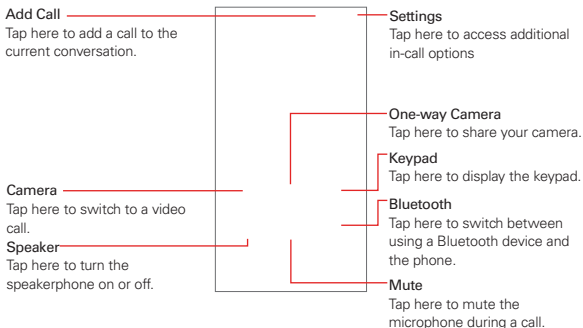 Add Call
Tap here to add a call to the
current conversation.
Camera
Tap here to switch to a video
call.
Speaker
Tap here to turn the
speakerphone on or off.
Settings
Tap here to access additional
in-call options
One-way Camera
Tap here to share your camera.
Keypad
Tap here to display the keypad.
Bluetooth
Tap here to switch between
using a Bluetooth device and
the phone.
Mute
Tap here to mute the
microphone during a call.